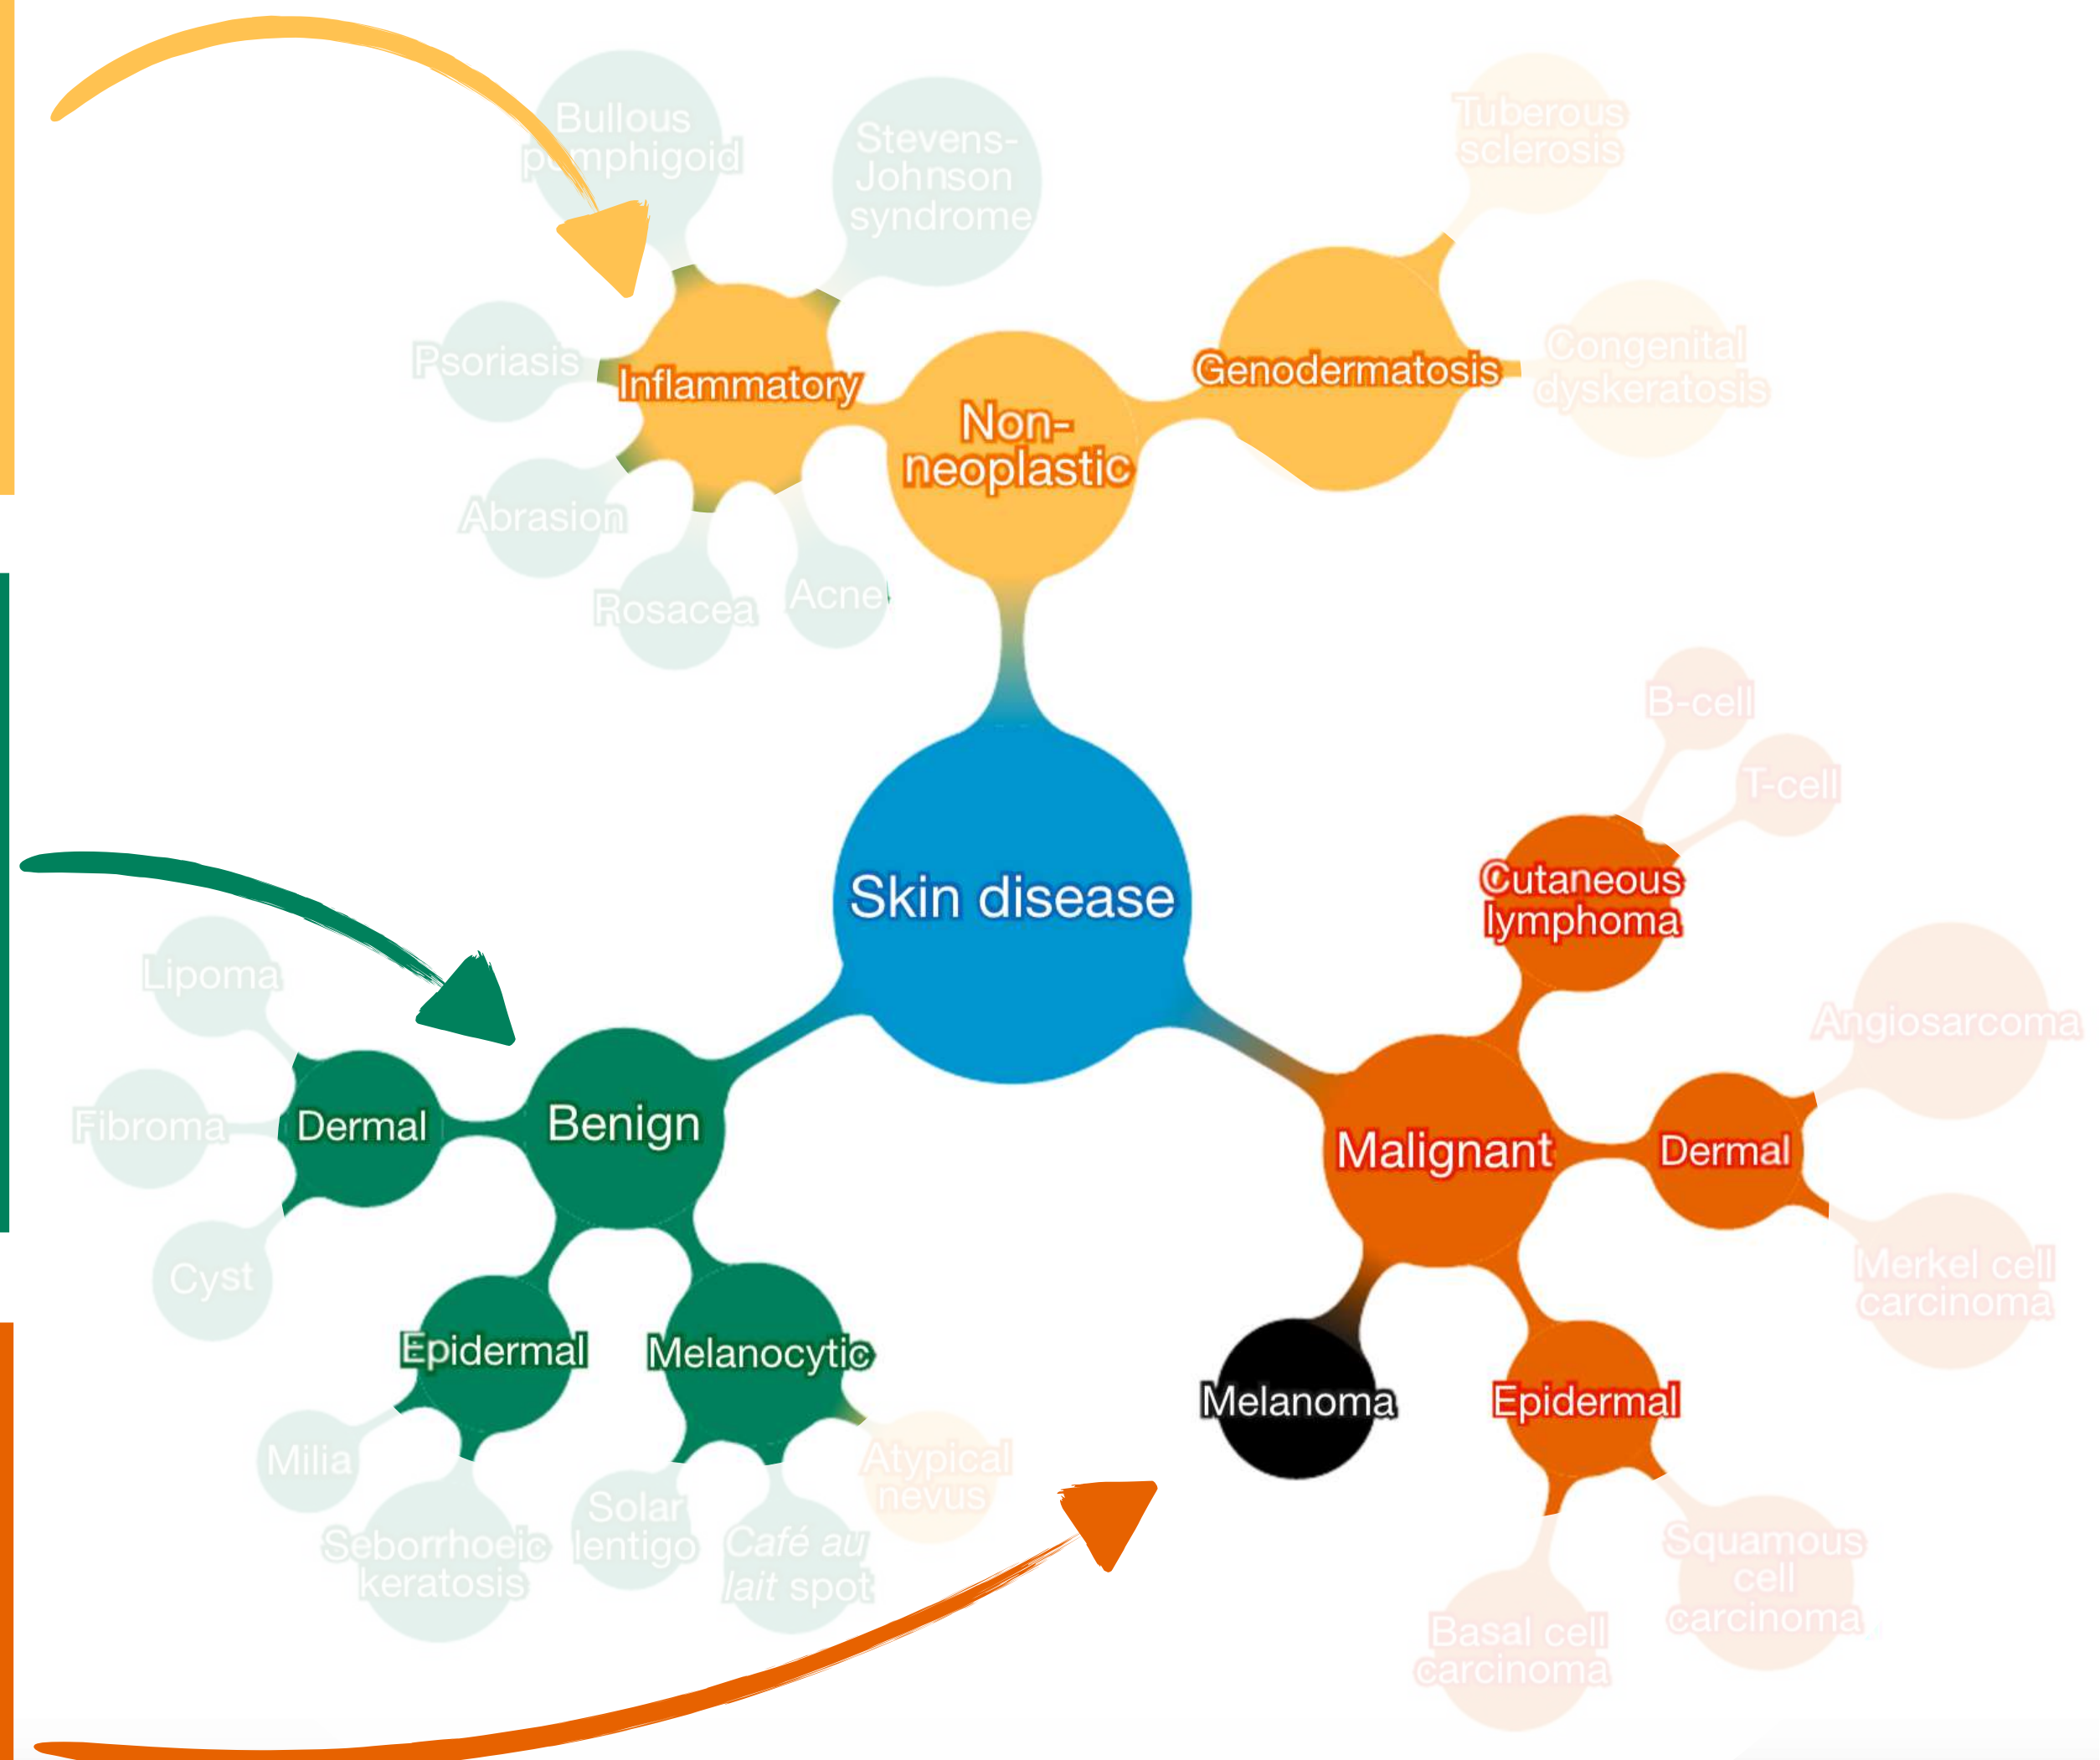 Bullous
pemphigoid
Stevens-
Johnson
syndrome
Tuberous
sclerosis
Psoriasis
Inflammatory
Non-
neoplastic
Genodermatosis
Congenital
dyskeratosis
Abrasion
Rosacea
Acne
Skin disease
B-cell
T-cell
Cutaneous
lymphoma
Angiosarcoma
Lipoma
Fibroma
Dermal
Benign
Malignant
Dermal
Cyst
Merkel cell
carcinoma
Epidermal
Melanocytic
Melanoma
Epidermal
Milia
Seborrhoeic
keratosis
Solar
lentigo
Café au
lait spot
Atypical
nevus
Basal cell
carcinoma
Squamous
cell
carcinoma